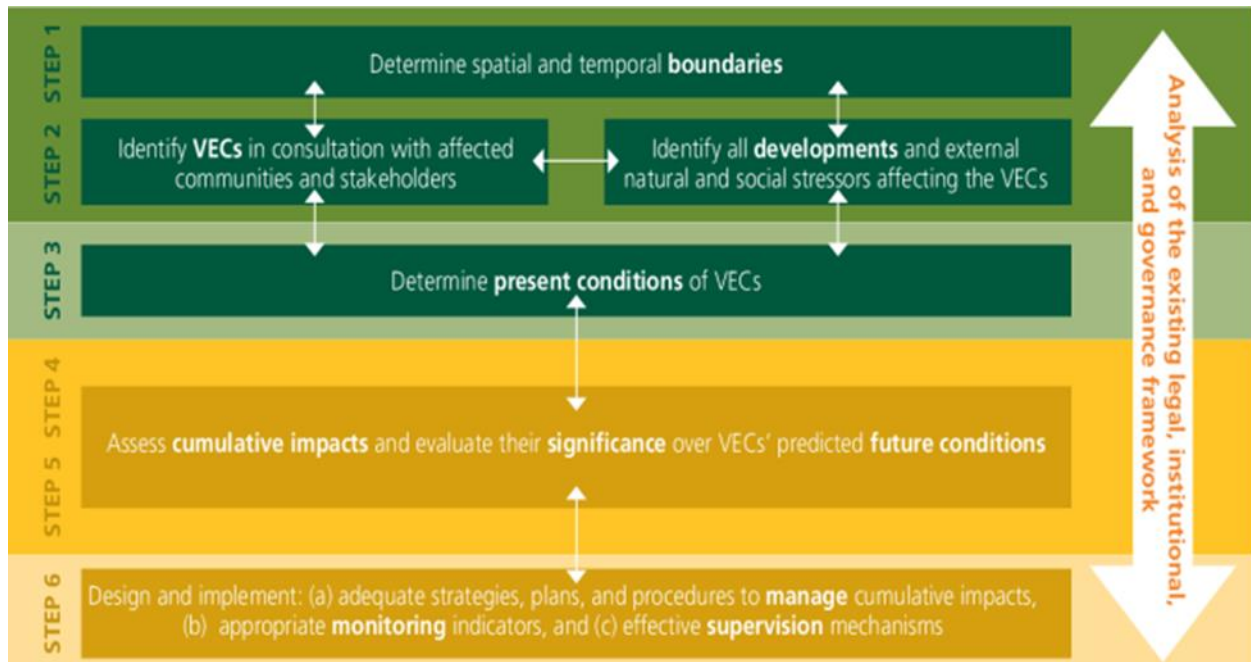 STEP 1
Determine spatial and temporal boundaries
STEP 2
Identify VECs in consultation with affected
communities and stakeholders
Identify all developments and external
natural and social stressors affecting the VECs
STEP 3
Determine present conditions of VECs
STEP 4
STEP 5
Assess cumulative impacts and evaluate their significance over VECs’ predicted future conditions
STEP 6
Design and implement: (a) adequate strategies, plans, and procedures to manage cumulative impacts,
(b) appropriate monitoring indicators, and (c) effective supervision mechanisms
Analysis of the existing legal, institutional,
and governance framework